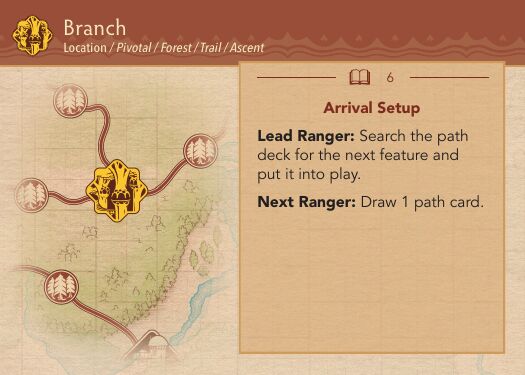 Branch
Location / Pivotal / Forest / Trail / Ascent
6
Arrival Setup
Lead Ranger: Search the path
deck for the next feature and
put it into play.
Next Ranger: Draw 1 path card.